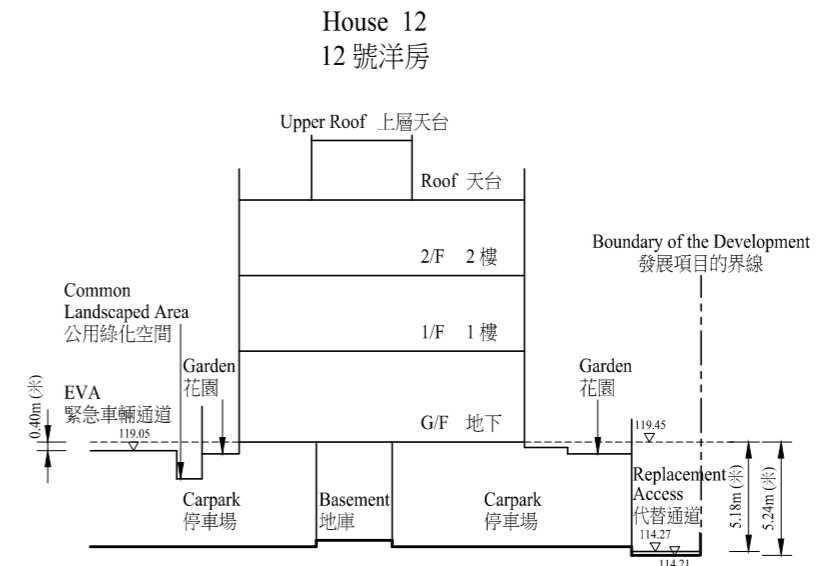 House 12
12 號洋房
Upper Roof 上層天台
Roof 天台
2/F 2 樓
Boundary of the Development
發展項目的界線
Common
Landscaped Area
公用綠化空間
1/F 1 樓
Garden
花園
Garden
花園
EVA
緊急車輛通道
0.40m (米)
119.05
G/F 地下
119.45
Carpark
停車場
Basement
地庫
Carpark
停車場
Replacement
Access
代替通道
114.27
114.21
5.18m (米)
5.24m (米)